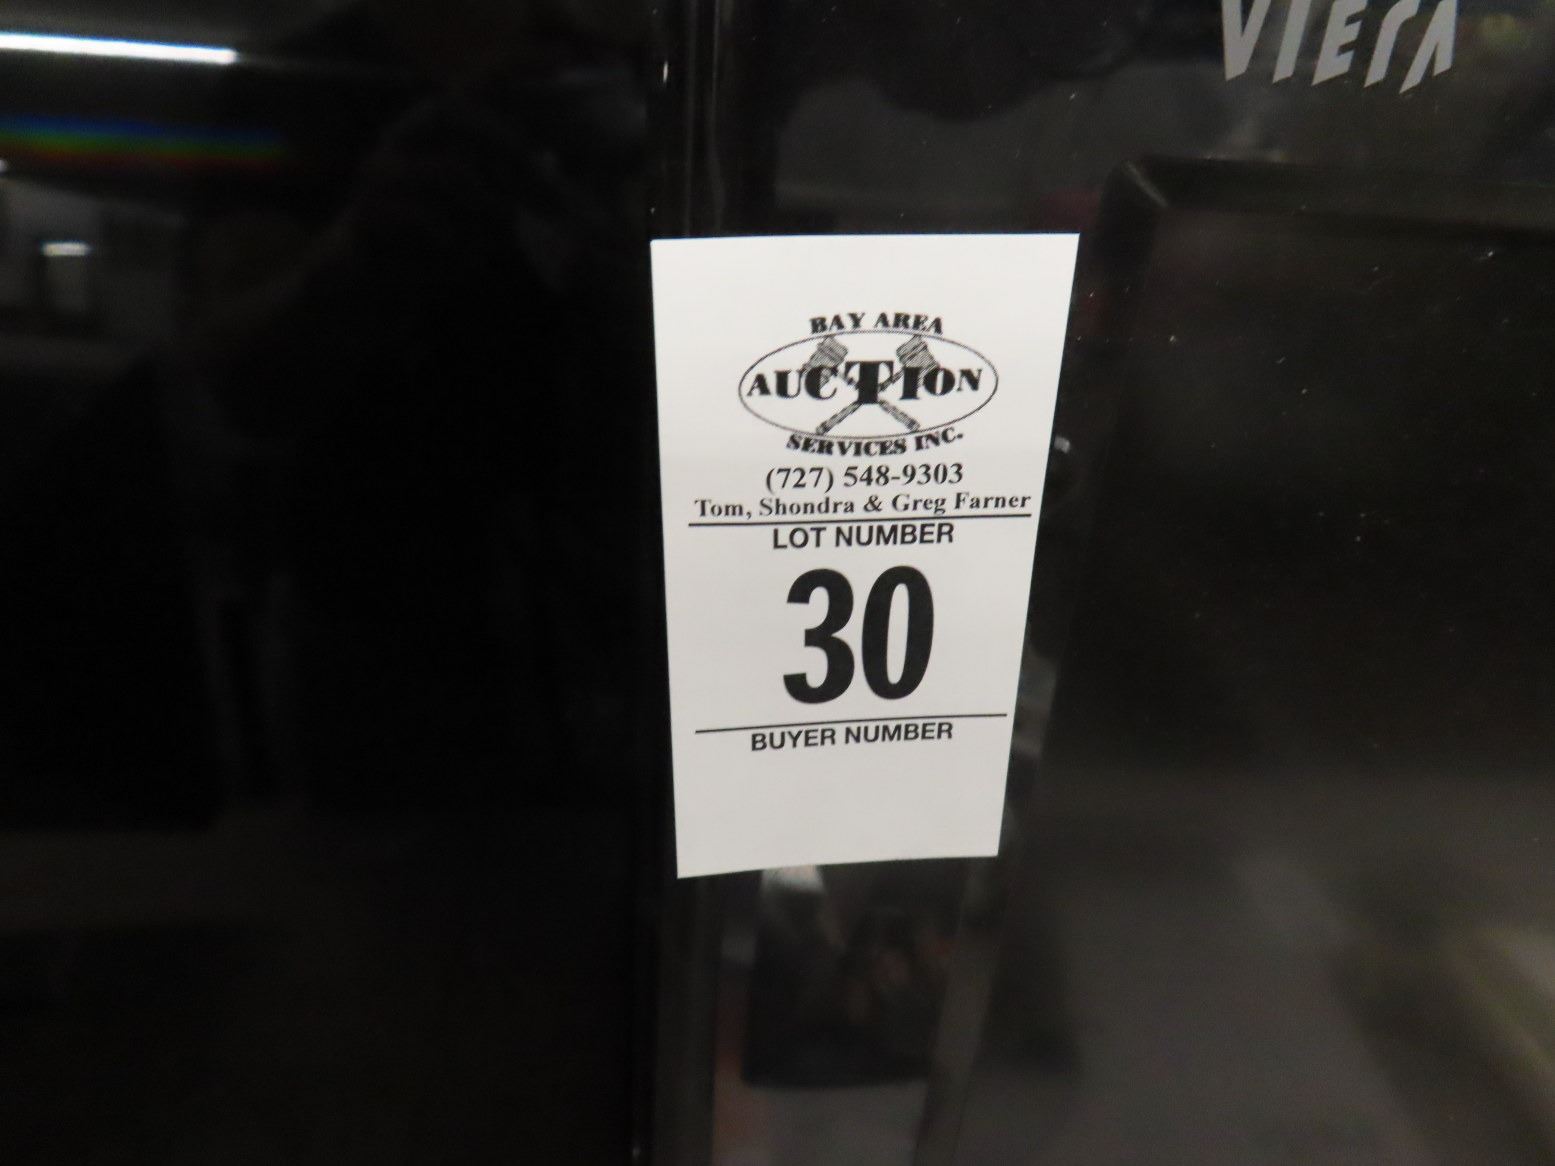 VIERA
BAY AREA
AUCTION
SERVICES INC.
(727) 548-9303
Tom, Shondra & Greg Farner
LOT NUMBER
30
BUYER NUMBER